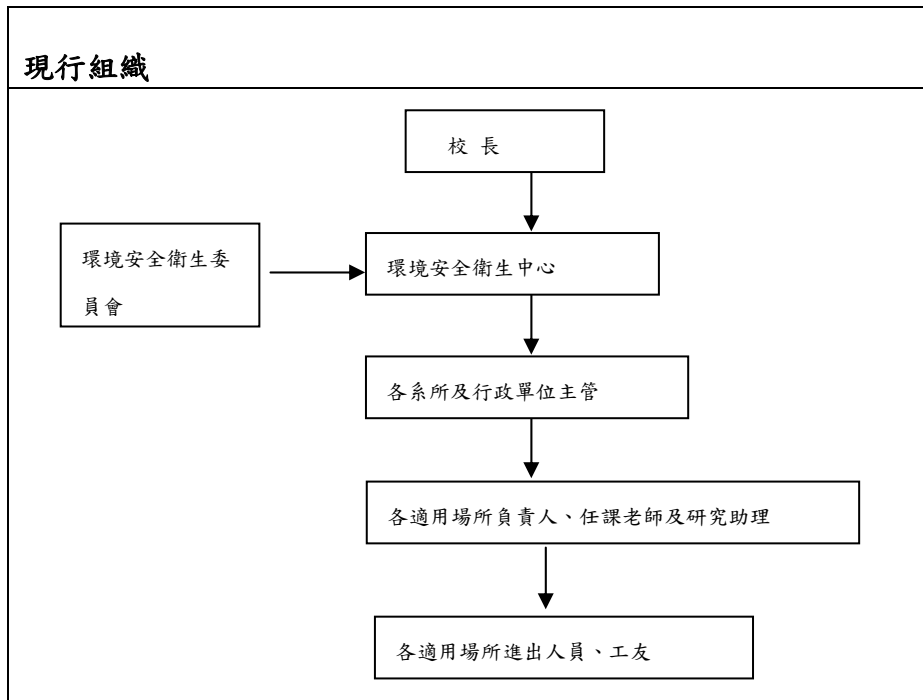 現行組織
校 長
環境安全衛生委
員會
環境安全衛生中心
各系所及行政單位主管
各適用場所負責人、任課老師及研究助理
各適用場所進出人員、工友